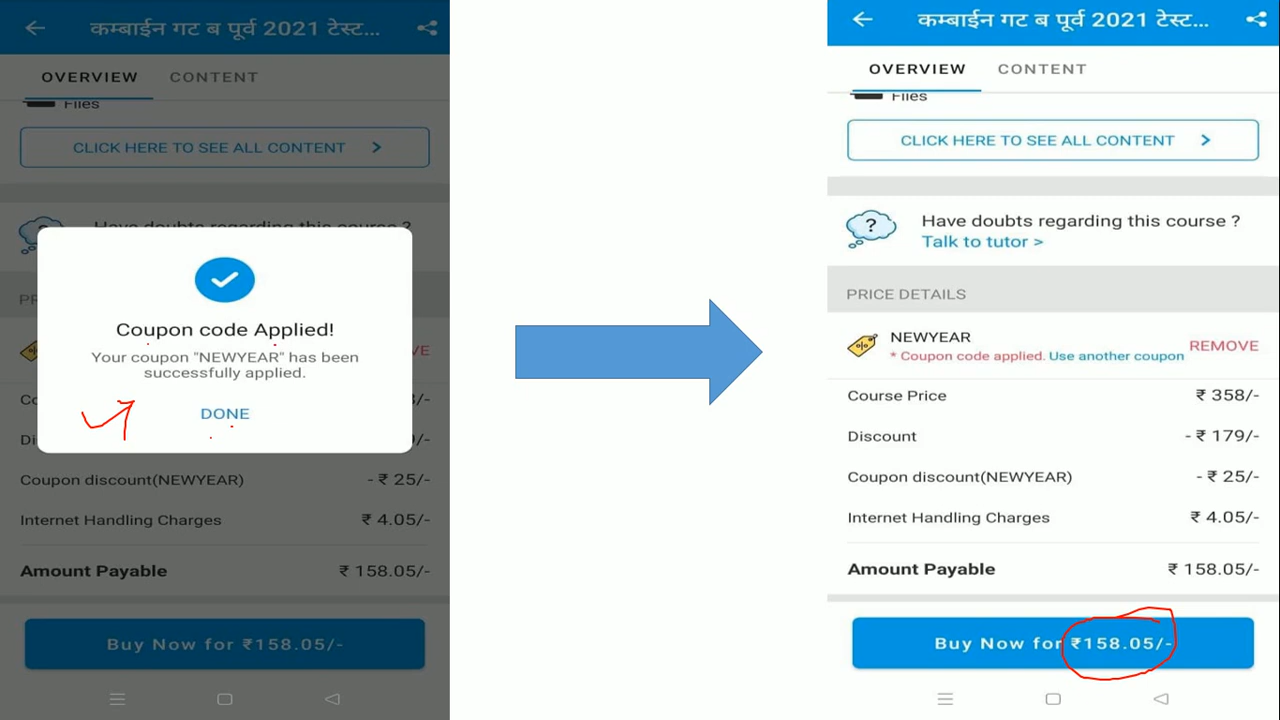 कम्बाईन गट ब पूर्व 2021 टेस्ट...
OVERVIEW CONTENT
Files
CLICK HERE TO SEE ALL CONTENT >
Have doubts regarding this course ?
Coupon code Applied!
Your coupon "NEWYEAR" has been
successfully applied.
DONE
Coupon discount(NEWYEAR) - ₹ 25/-
Internet Handling Charges ₹ 4.05/-
Amount Payable ₹ 158.05/-
Buy Now for ₹158.05/-
कम्बाईन गट ब पूर्व 2021 टेस्ट...
OVERVIEW CONTENT
Files
CLICK HERE TO SEE ALL CONTENT >
?
Have doubts regarding this course ?
Talk to tutor >
PRICE DETAILS
NEWYEAR
* Coupon code applied. Use another coupon
REMOVE
Course Price ₹ 358/-
Discount - ₹ 179/-
Coupon discount(NEWYEAR) - ₹ 25/-
Internet Handling Charges ₹ 4.05/-
Amount Payable ₹ 158.05/-
Buy Now for ₹158.05/-